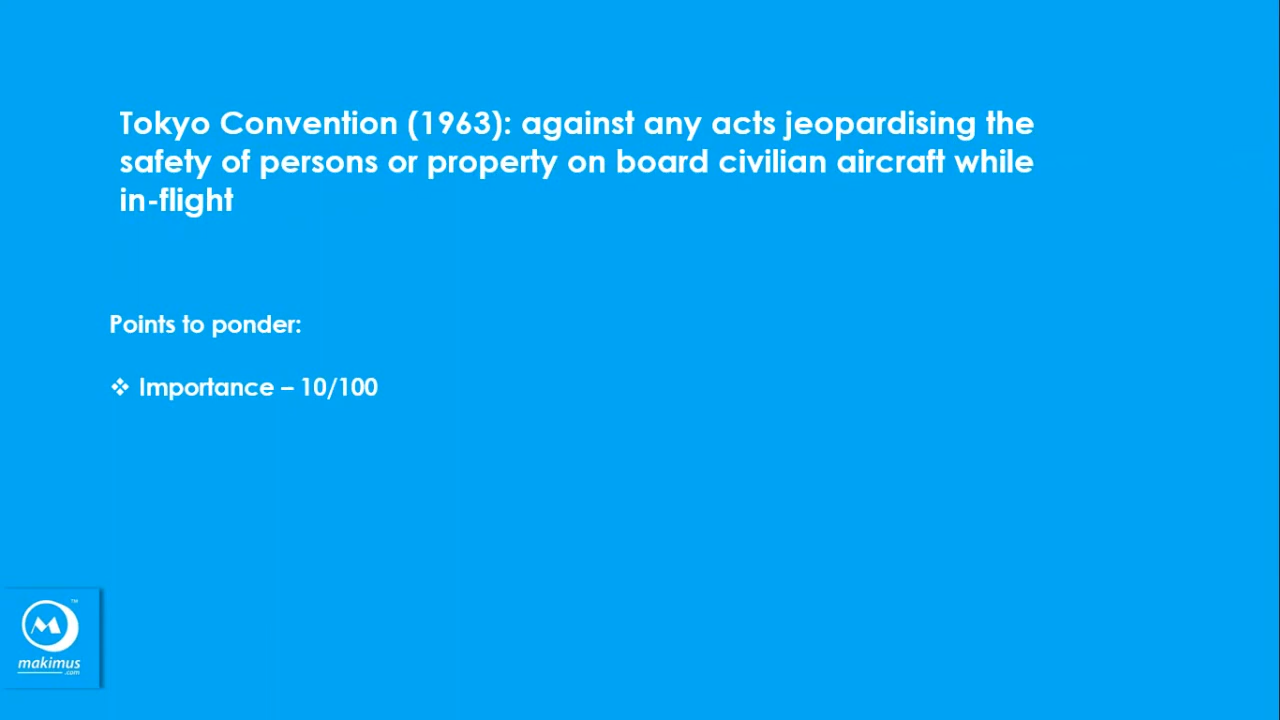 Tokyo Convention (1963): against any acts jeopardising the
safety of persons or property on board civilian aircraft while
in-flight
Points to ponder:
❖ Importance – 10/100
TM
makimus
.com